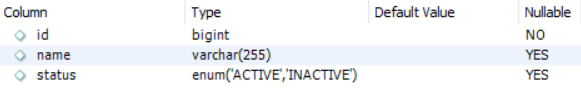 Column Type Default Value Nullable
id bigint NO
name varchar(255) YES
status enum('ACTIVE','INACTIVE') YES